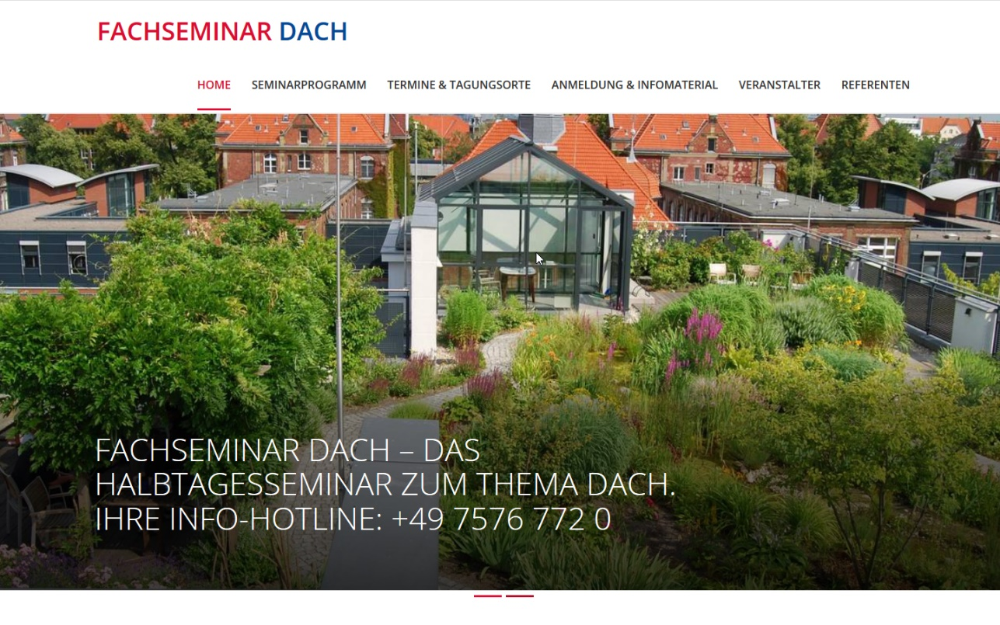 FACHSEMINAR DACH
HOME SEMINARPROGRAMM TERMINE & TAGUNGSORTE ANMELDUNG & INFOMATERIAL VERANSTALTER REFERENTEN
FACHSEMINAR DACH – DAS
HALBTAGESSEMINAR ZUM THEMA DACH.
IHRE INFO-HOTLINE: +49 7576 772 0